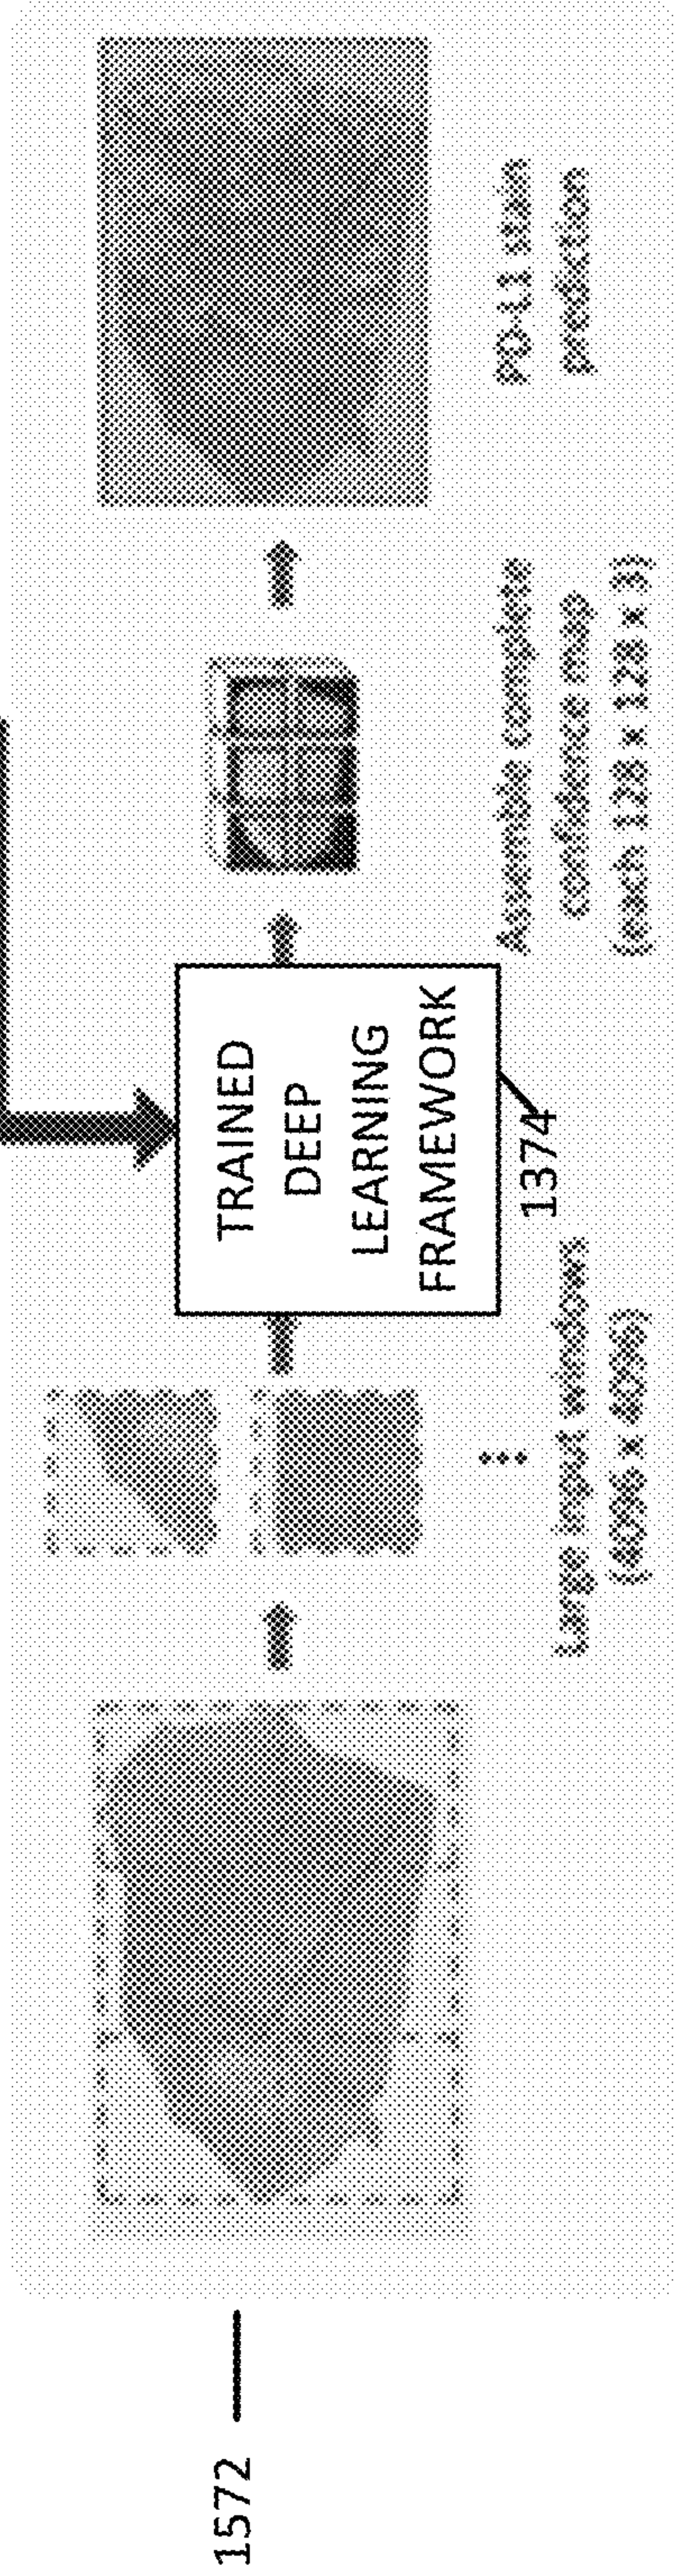 1572
Large input windows
(4096 x 4096)
TRAINED
DEEP
LEARNING
FRAMEWORK
1374
Assemble complete
confidence map
(each 128 x 128 x 3)
PD-L1 stain
prediction